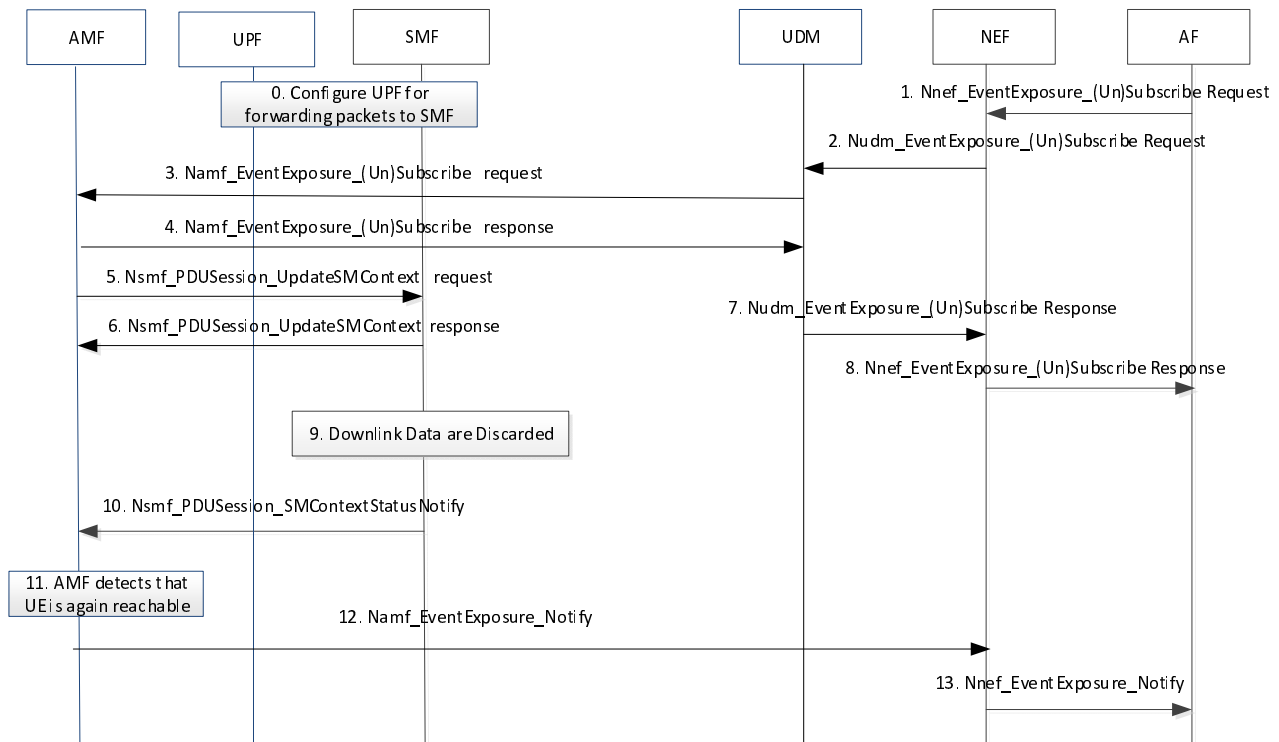 AMF
UPF
SMF
UDM
NEF
AF
0. Configure UPF for
forwarding packets to SMF
1. Nnef_EventExposure_(Un)Subscribe Request
2. Nudm_EventExposure_(Un)Subscribe Request
3. Namf_EventExposure_(Un)Subscribe request
4. Namf_EventExposure_(Un)Subscribe response
5. Nsmf_PDUSession_UpdateSMContext request
6. Nsmf_PDUSession_UpdateSMContext response
7. Nudm_EventExposure_(Un)Subscribe Response
8. Nnef_EventExposure_(Un)Subscribe Response
9. Downlink Data are Discarded
10. Nsmf_PDUSession_SMContextStatusNotify
11. AMF detects that
UE is again reachable
12. Namf_EventExposure_Notify
13. Nnef_EventExposure_Notify